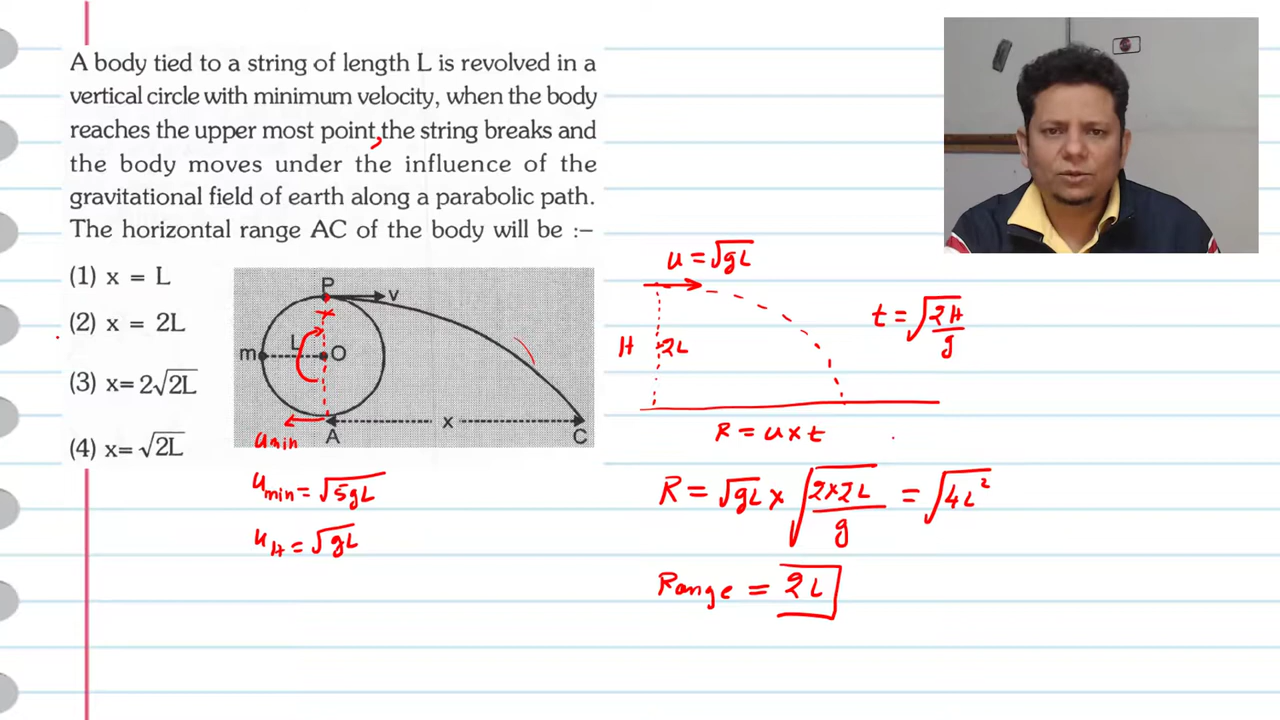 A body tied to a string of length L is revolved in a
vertical circle with minimum velocity, when the body
reaches the upper most point, the string breaks and
the body moves under the influence of the
gravitational field of earth along a parabolic path.
The horizontal range AC of the body will be :–
(1) x = L
(2) x = 2L
(3) x= 2√2L
(4) x= √2L
P
v
L
m
O
x
A
C
umin
umin = √5gL
uH = √gL
u = √gL
t = √2H/g
H
2L
R = u×t
R = √gL × √2×2L/g = √4L²
Range = 2L